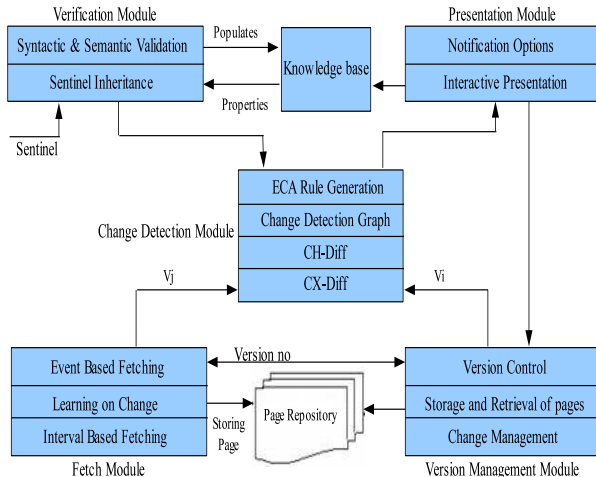 Verification Module
Presentation Module
Syntactic & Semantic Validation
Populates
Knowledge base
Notification Options
Sentinel Inheritance
Properties
Interactive Presentation
Sentinel
ECA Rule Generation
Change Detection Graph
Change Detection Module
CH-Diff
CX-Diff
Vj
Vi
Event Based Fetching
Version no
Version Control
Learning on Change
Storing
Page
Page Repository
Storage and Retrieval of pages
Interval Based Fetching
Change Management
Fetch Module
Version Management Module